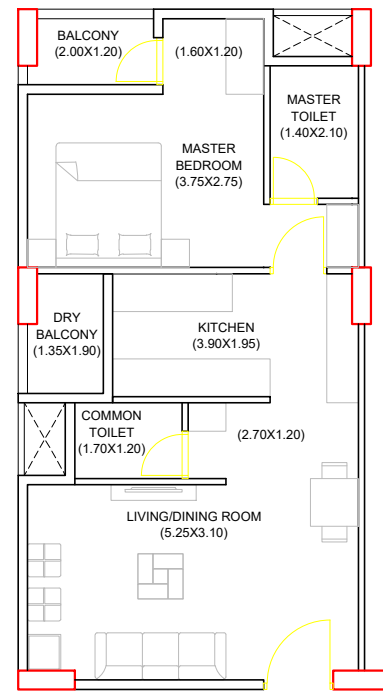 BALCONY
(2.00X1.20)
(1.60X1.20)
MASTER
TOILET
(1.40X2.10)
MASTER
BEDROOM
(3.75X2.75)
DRY
BALCONY
(1.35X1.90)
KITCHEN
(3.90X1.95)
COMMON
TOILET
(1.70X1.20)
(2.70X1.20)
LIVING/DINING ROOM
(5.25X3.10)